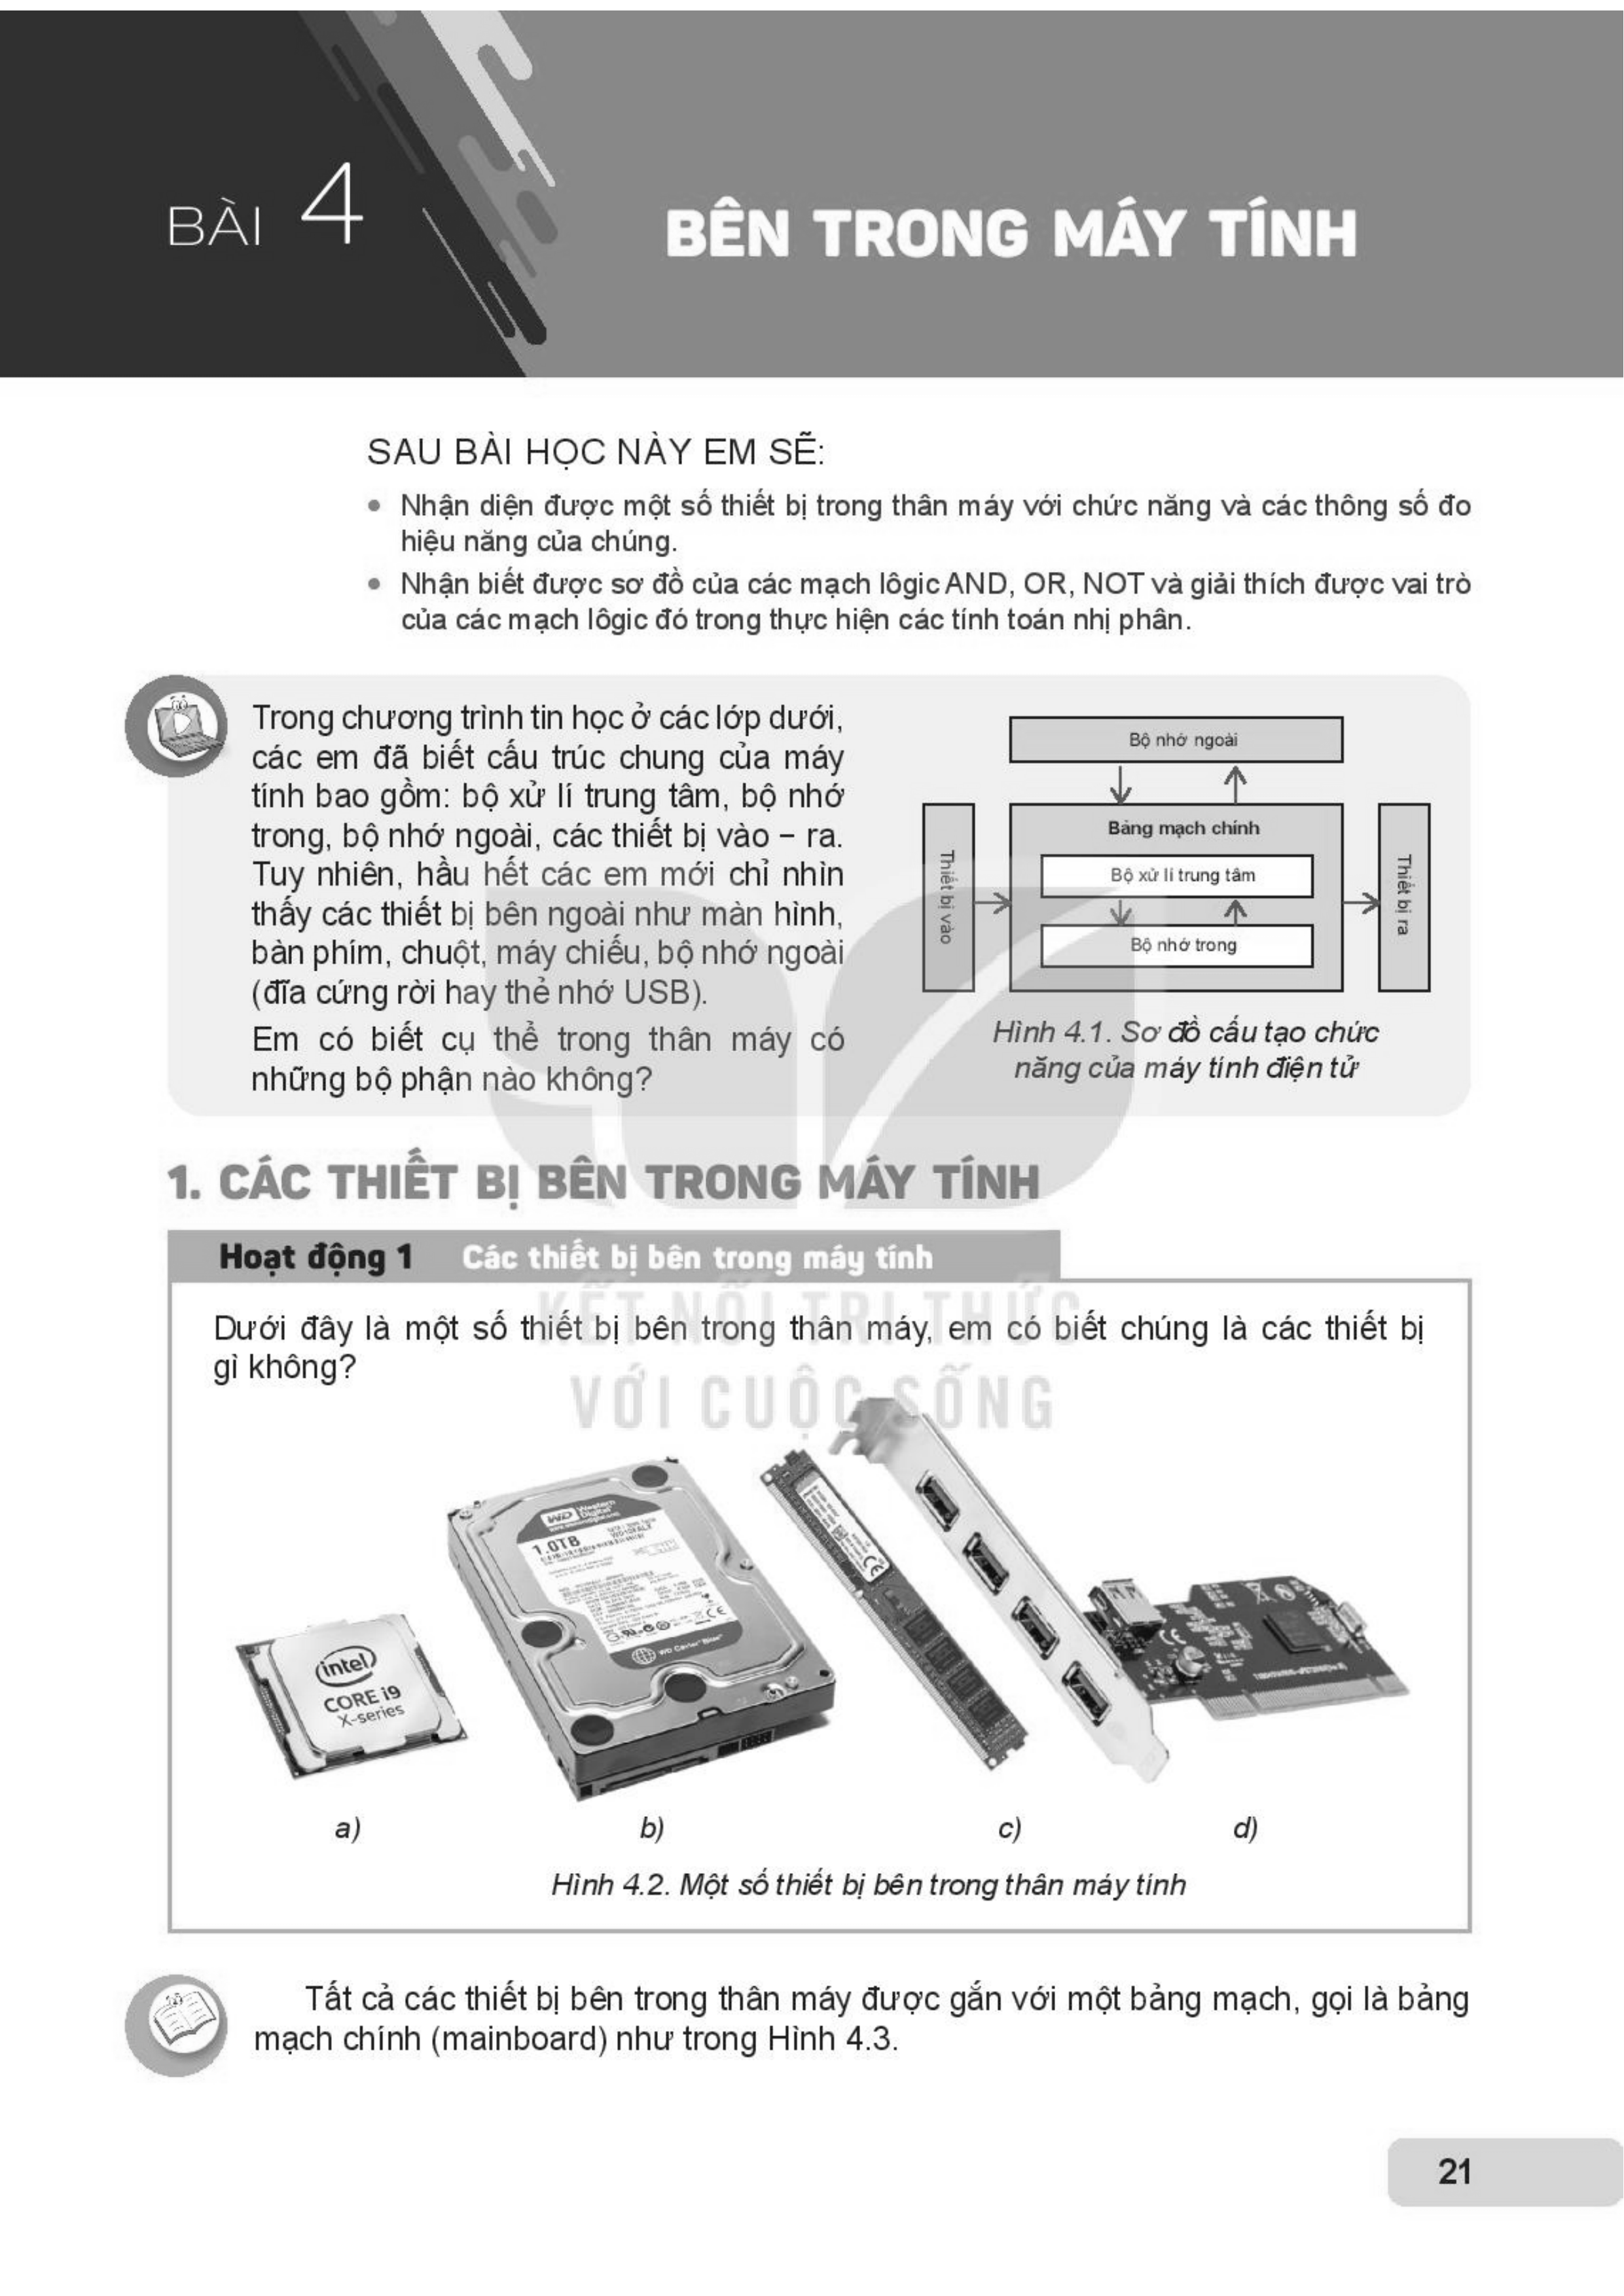 BÀI 4
BÊN TRONG MÁY TÍNH
SAU BÀI HỌC NÀY EM SẼ:
• Nhận diện được một số thiết bị trong thân máy với chức năng và các thông số đo
hiệu năng của chúng.
• Nhận biết được sơ đồ của các mạch lôgic AND, OR, NOT và giải thích được vai trò
của các mạch lôgic đó trong thực hiện các tính toán nhị phân.
Trong chương trình tin học ở các lớp dưới,
các em đã biết cấu trúc chung của máy
tính bao gồm: bộ xử lí trung tâm, bộ nhớ
trong, bộ nhớ ngoài, các thiết bị vào – ra.
Tuy nhiên, hầu hết các em mới chỉ nhìn
thấy các thiết bị bên ngoài như màn hình,
bàn phím, chuột, máy chiếu, bộ nhớ ngoài
(đĩa cứng rời hay thẻ nhớ USB).
Em có biết cụ thể trong thân máy có
những bộ phận nào không?
Bộ nhớ ngoài
Thiết bị vào
Bảng mạch chính
Bộ xử lí trung tâm
Bộ nhớ trong
Thiết bị ra
Hình 4.1. Sơ đồ cấu tạo chức
năng của máy tính điện tử
1. CÁC THIẾT BỊ BÊN TRONG MÁY TÍNH
Hoạt động 1 Các thiết bị bên trong máy tính
KẾT NỐI TRI THỨC
VỚI CUỘC SỐNG
Dưới đây là một số thiết bị bên trong thân máy, em có biết chúng là các thiết bị
gì không?
intel
CORE i9
X-series
WD Western
Digital
1.0TB
WD10EALX
WD Caviar Blue
a)
b)
c)
d)
Hình 4.2. Một số thiết bị bên trong thân máy tính
Tất cả các thiết bị bên trong thân máy được gắn với một bảng mạch, gọi là bảng
mạch chính (mainboard) như trong Hình 4.3.
21